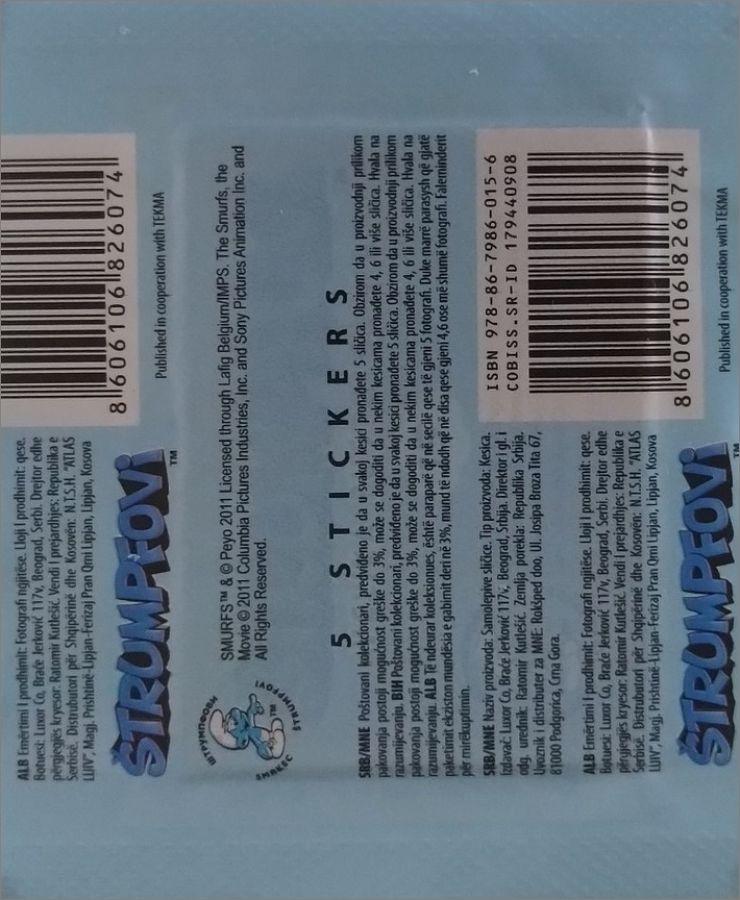 ALB Emërtimi I prodhimit: Fotografi ngjitëse. Lloji I prodhimit: qese.
Botuesi: Luxor Co, Braće Jerković 117v, Beograd, Serbi. Drejtor edhe
përgjegjës kryesor: Ratomir Kutlešić. Vendi I prejardhjes: Republika e
Serbisë. Distrubutori për Shqipërinë dhe Kosovën: N.T.S.H. "ATLAS
LUIV", Magj. Prishtinë-Lipjan-Ferizaj Pran Qmi Lipjan, Lipjan, Kosova
8 606106 826074
ŠTRUMPFOVI™
Published in cooperation with TEKMA
ШТРУМПФОВИ
SMRKCI
ŠTRUMPFOVI
SMURFS™ & © Peyo 2011 Licensed through Lafig Belgium/IMPS. The Smurfs, the
Movie © 2011 Columbia Pictures Industries, Inc. and Sony Pictures Animation Inc. and
All Rights Reserved.
5 STICKERS
SRB/MNE Poštovani kolekcionari, predviđeno je da u svakoj kesici pronađete 5 sličica. Obzirom da u proizvodnji prilikom
pakovanja postoji mogućnost greške do 3%, može se dogoditi da u nekim kesicama pronađete 4, 6 ili više sličica. Hvala na
razumijevanju. BIH Poštovani kolekcionari, predviđeno je da u svakoj kesici pronađete 5 sličica. Obzirom da u proizvodnji prilikom
pakovanja postoji mogućnost greške do 3%, može se dogoditi da u nekim kesicama pronađete 4, 6 ili više sličica. Hvala na
razumijevanju. ALB Të nderuar koleksionues, është paraparë që në secilë qese të gjeni 5 fotografi. Duke marrë parasysh që gjatë
paketimit ekziston mundësia e gabimit deri në 3%, mund të ndodh që në disa qese gjeni 4,6 ose më shumë fotografi. Faleminderit
për mirëkuptimin.
SRB/MNE Naziv proizvoda: Samolepive sličice. Tip proizvoda: Kesica.
Izdavač: Luxor Co, Braće Jerković 117v, Beograd, Srbija. Direktor i gl. i
odg. urednik: Ratomir Kutlešić. Zemlja porekla: Republika Srbija.
Uvoznik i distributer za MNE: Rokšped doo, Ul. Josipa Broza Tita 67,
81000 Podgorica, Crna Gora.
ISBN 978-86-7986-015-6
COBISS.SR-ID 179440908
8 606106 826074
ALB Emërtimi I prodhimit: Fotografi ngjitëse. Lloji I prodhimit: qese.
Botuesi: Luxor Co, Braće Jerković 117v, Beograd, Serbi. Drejtor edhe
përgjegjës kryesor: Ratomir Kutlešić. Vendi I prejardhjes: Republika e
Serbisë. Distrubutori për Shqipërinë dhe Kosovën: N.T.S.H. "ATLAS
LUIV", Magj. Prishtinë-Lipjan-Ferizaj Pran Qmi Lipjan, Lipjan, Kosova
ŠTRUMPFOVI™
Published in cooperation with TEKMA